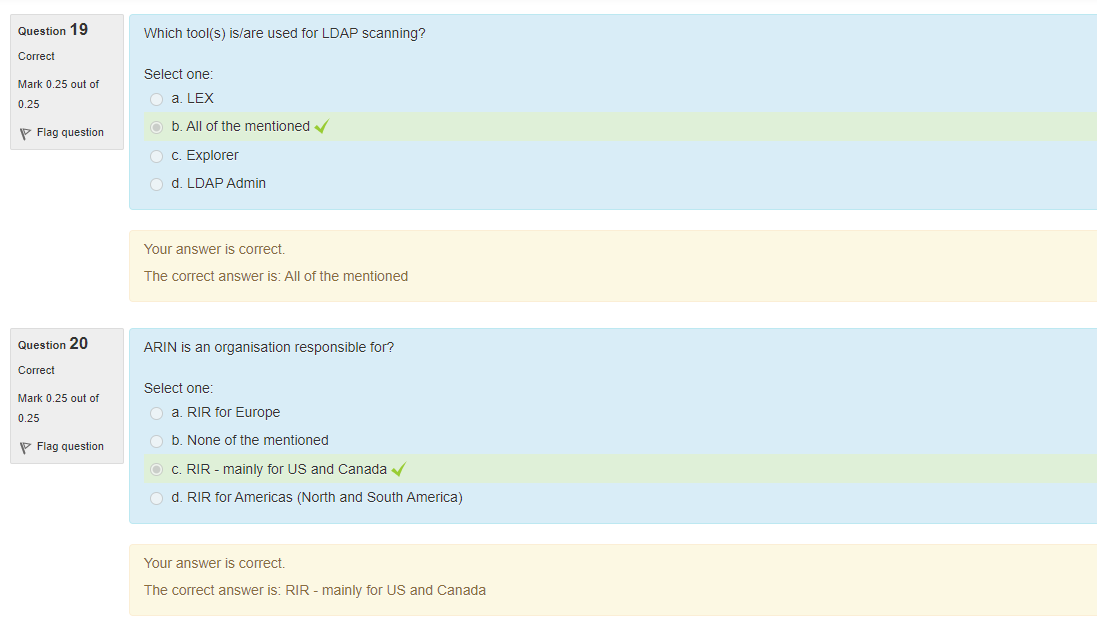 Question 19
Correct
Mark 0.25 out of
0.25
Flag question
Which tool(s) is/are used for LDAP scanning?
Select one:
a. LEX
b. All of the mentioned
c. Explorer
d. LDAP Admin
Your answer is correct.
The correct answer is: All of the mentioned
Question 20
Correct
Mark 0.25 out of
0.25
Flag question
ARIN is an organisation responsible for?
Select one:
a. RIR for Europe
b. None of the mentioned
c. RIR - mainly for US and Canada
d. RIR for Americas (North and South America)
Your answer is correct.
The correct answer is: RIR - mainly for US and Canada